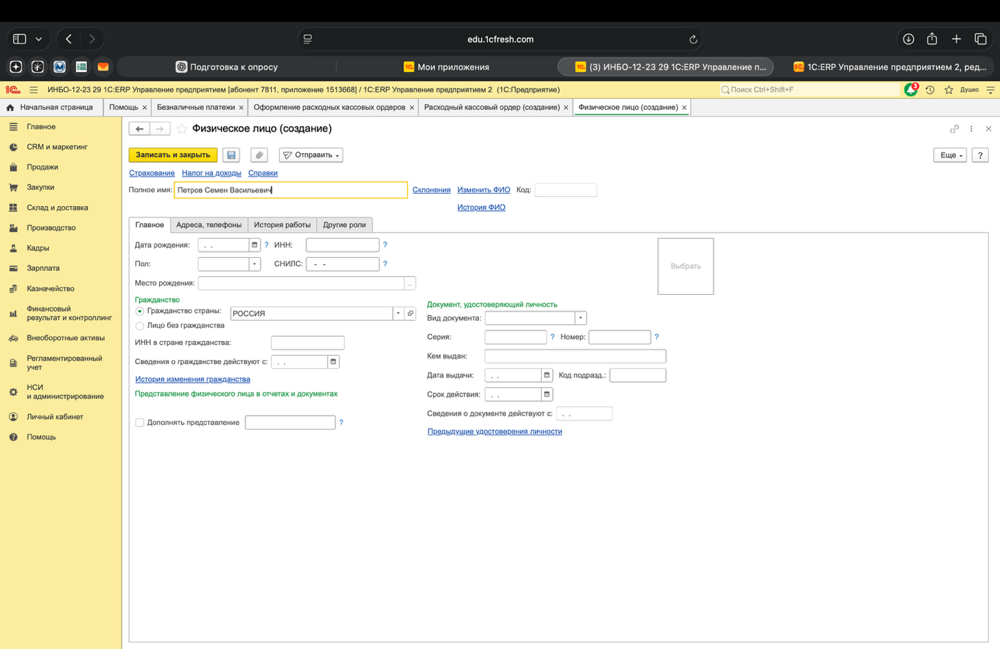 edu.1cfresh.com
Подготовка к опросу
Мои приложения
(3) ИНБО-12-23 29 1С:ERP Управление п...
1С:ERP Управление предприятием 2, ред...
ИНБО-12-23 29 1С:ERP Управление предприятием [абонент 7811, приложение 1513668] / 1С:ERP Управление предприятием 2 (1С:Предприятие)
Поиск Ctrl+Shift+F
3
Душко
Начальная страница
Помощь ×
Безналичные платежи ×
Оформление расходных кассовых ордеров ×
Расходный кассовый ордер (создание) ×
Физическое лицо (создание) ×
Главное
CRM и маркетинг
Продажи
Закупки
Склад и доставка
Производство
Кадры
Зарплата
Казначейство
Финансовый
результат и контроллинг
Внеоборотные активы
Регламентированный
учет
НСИ
и администрирование
Личный кабинет
Помощь
Физическое лицо (создание)
Записать и закрыть
Отправить
Еще
?
Страхование Налог на доходы Справки
Полное имя: Петров Семен Васильевич Склонения Изменить ФИО Код:
История ФИО
Главное Адреса, телефоны История работы Другие роли
Дата рождения: . . ? ИНН: ?
Пол: СНИЛС: - - ?
Место рождения: ...
Гражданство
Гражданство страны: РОССИЯ
Лицо без гражданства
ИНН в стране гражданства:
Сведения о гражданстве действуют с: . .
История изменения гражданства
Представление физического лица в отчетах и документах
Дополнять представление ?
Выбрать
Документ, удостоверяющий личность
Вид документа:
Серия: ? Номер: ?
Кем выдан:
Дата выдачи: . . Код подразд.:
Срок действия: . .
Сведения о документе действуют с: . .
Предыдущие удостоверения личности